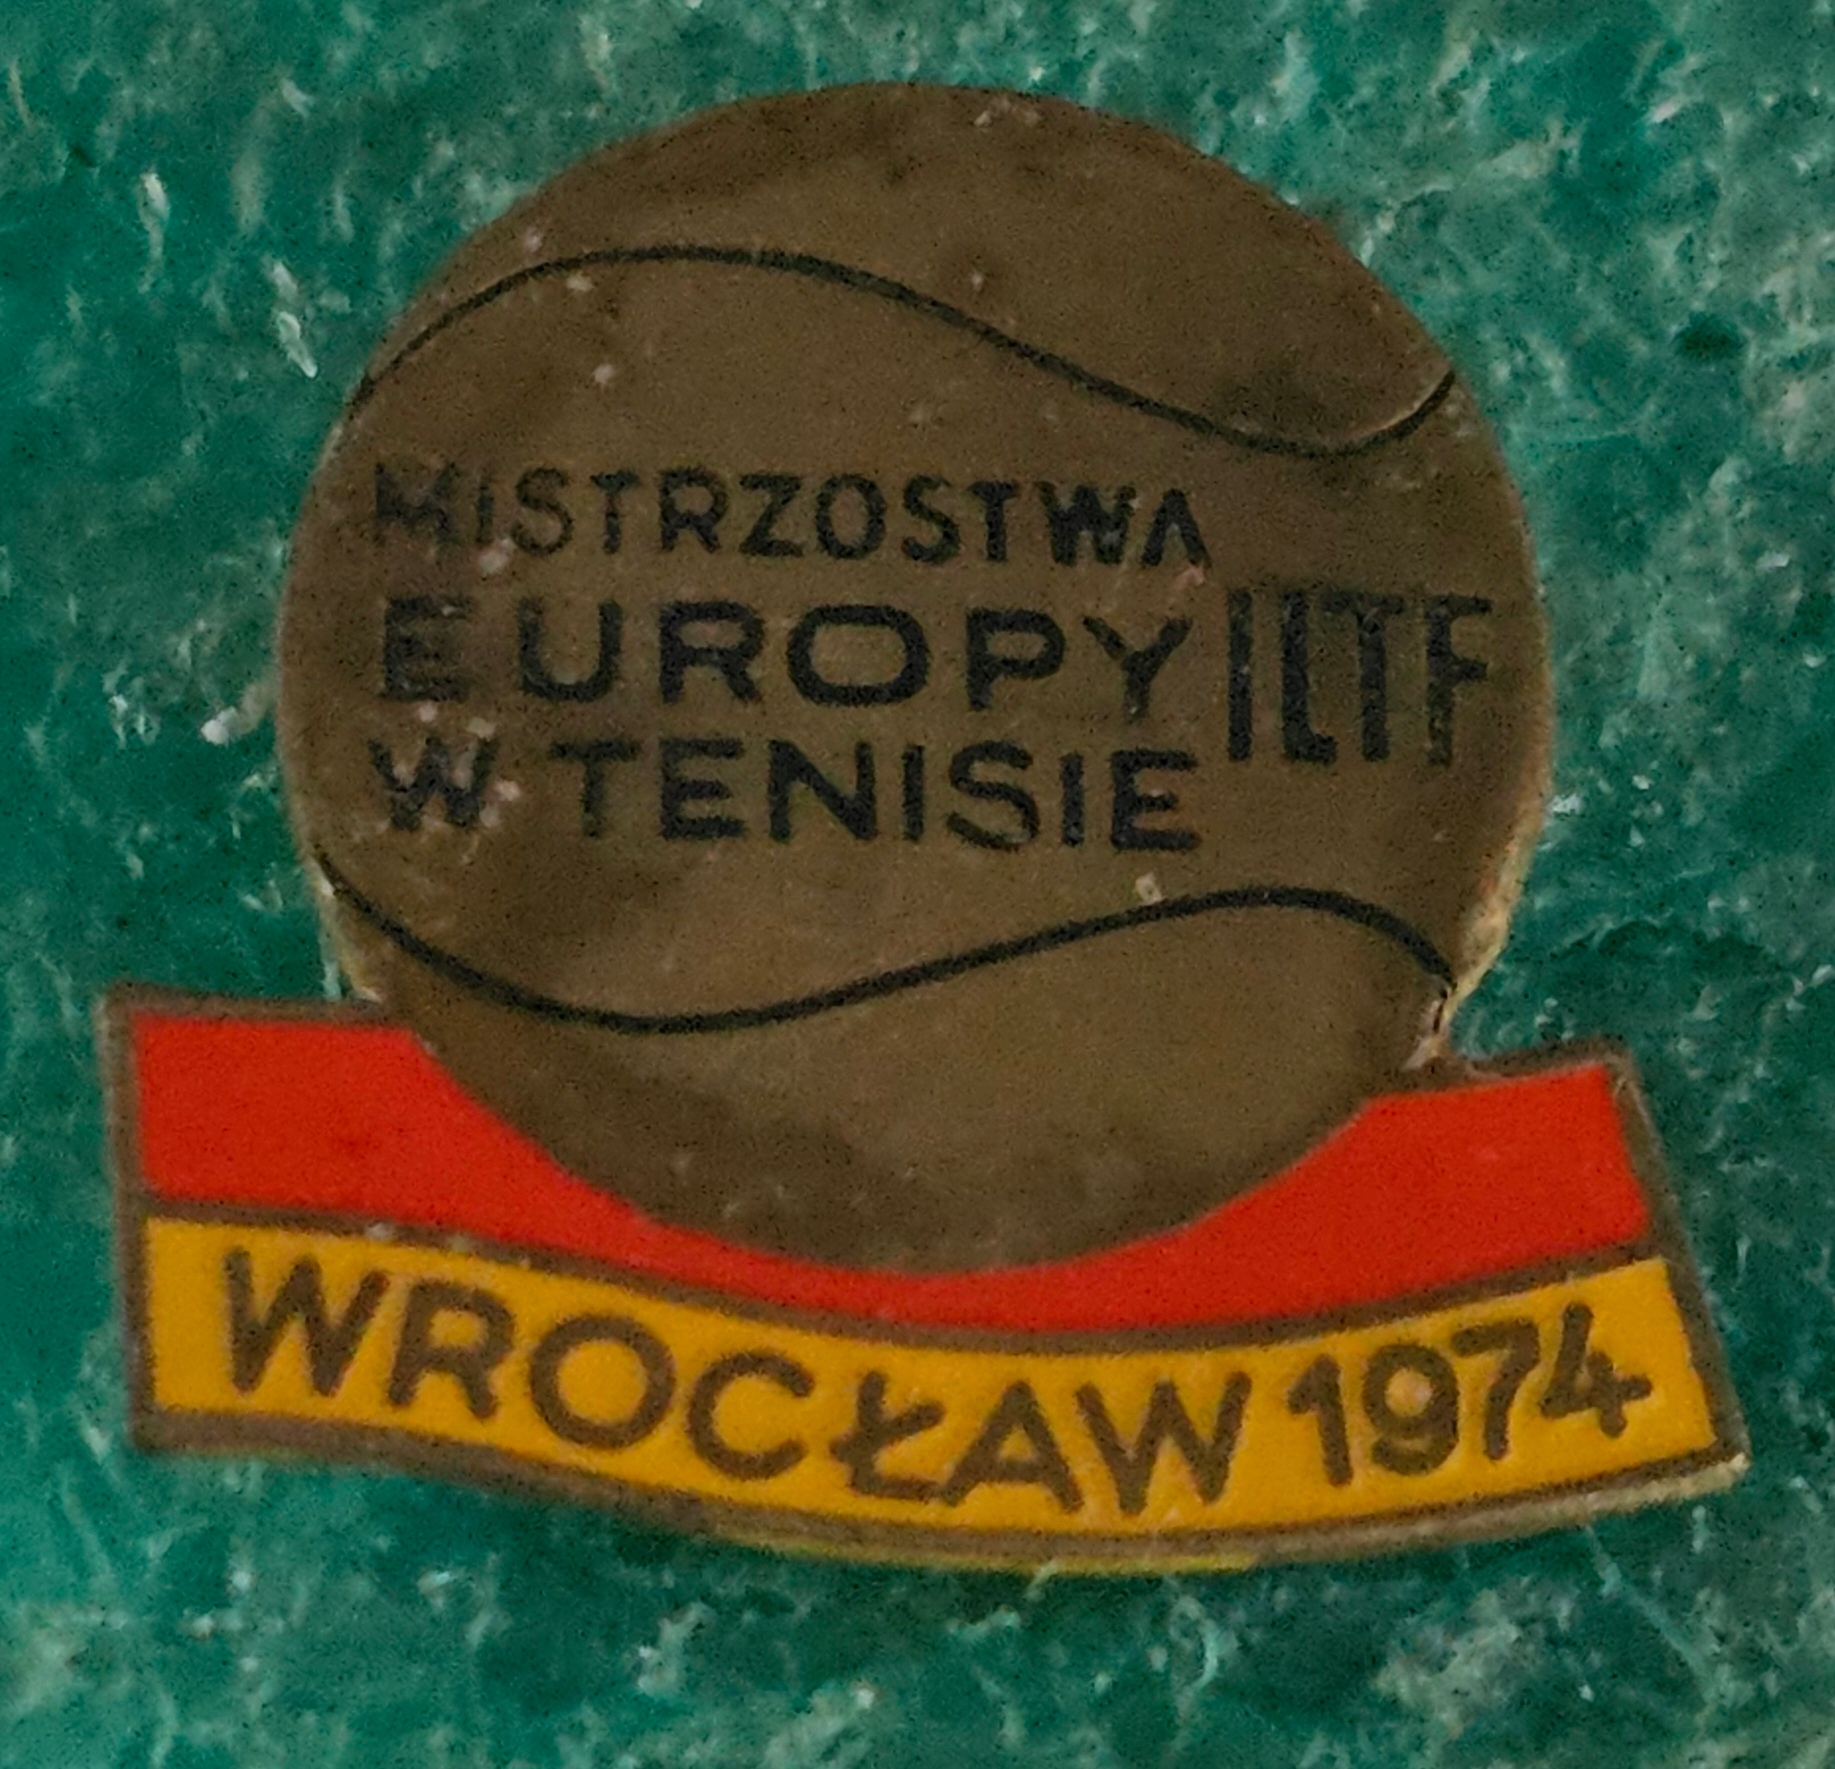 MISTRZOSTWA
EUROPY ILTF
W TENISIE
WROCŁAW 1974